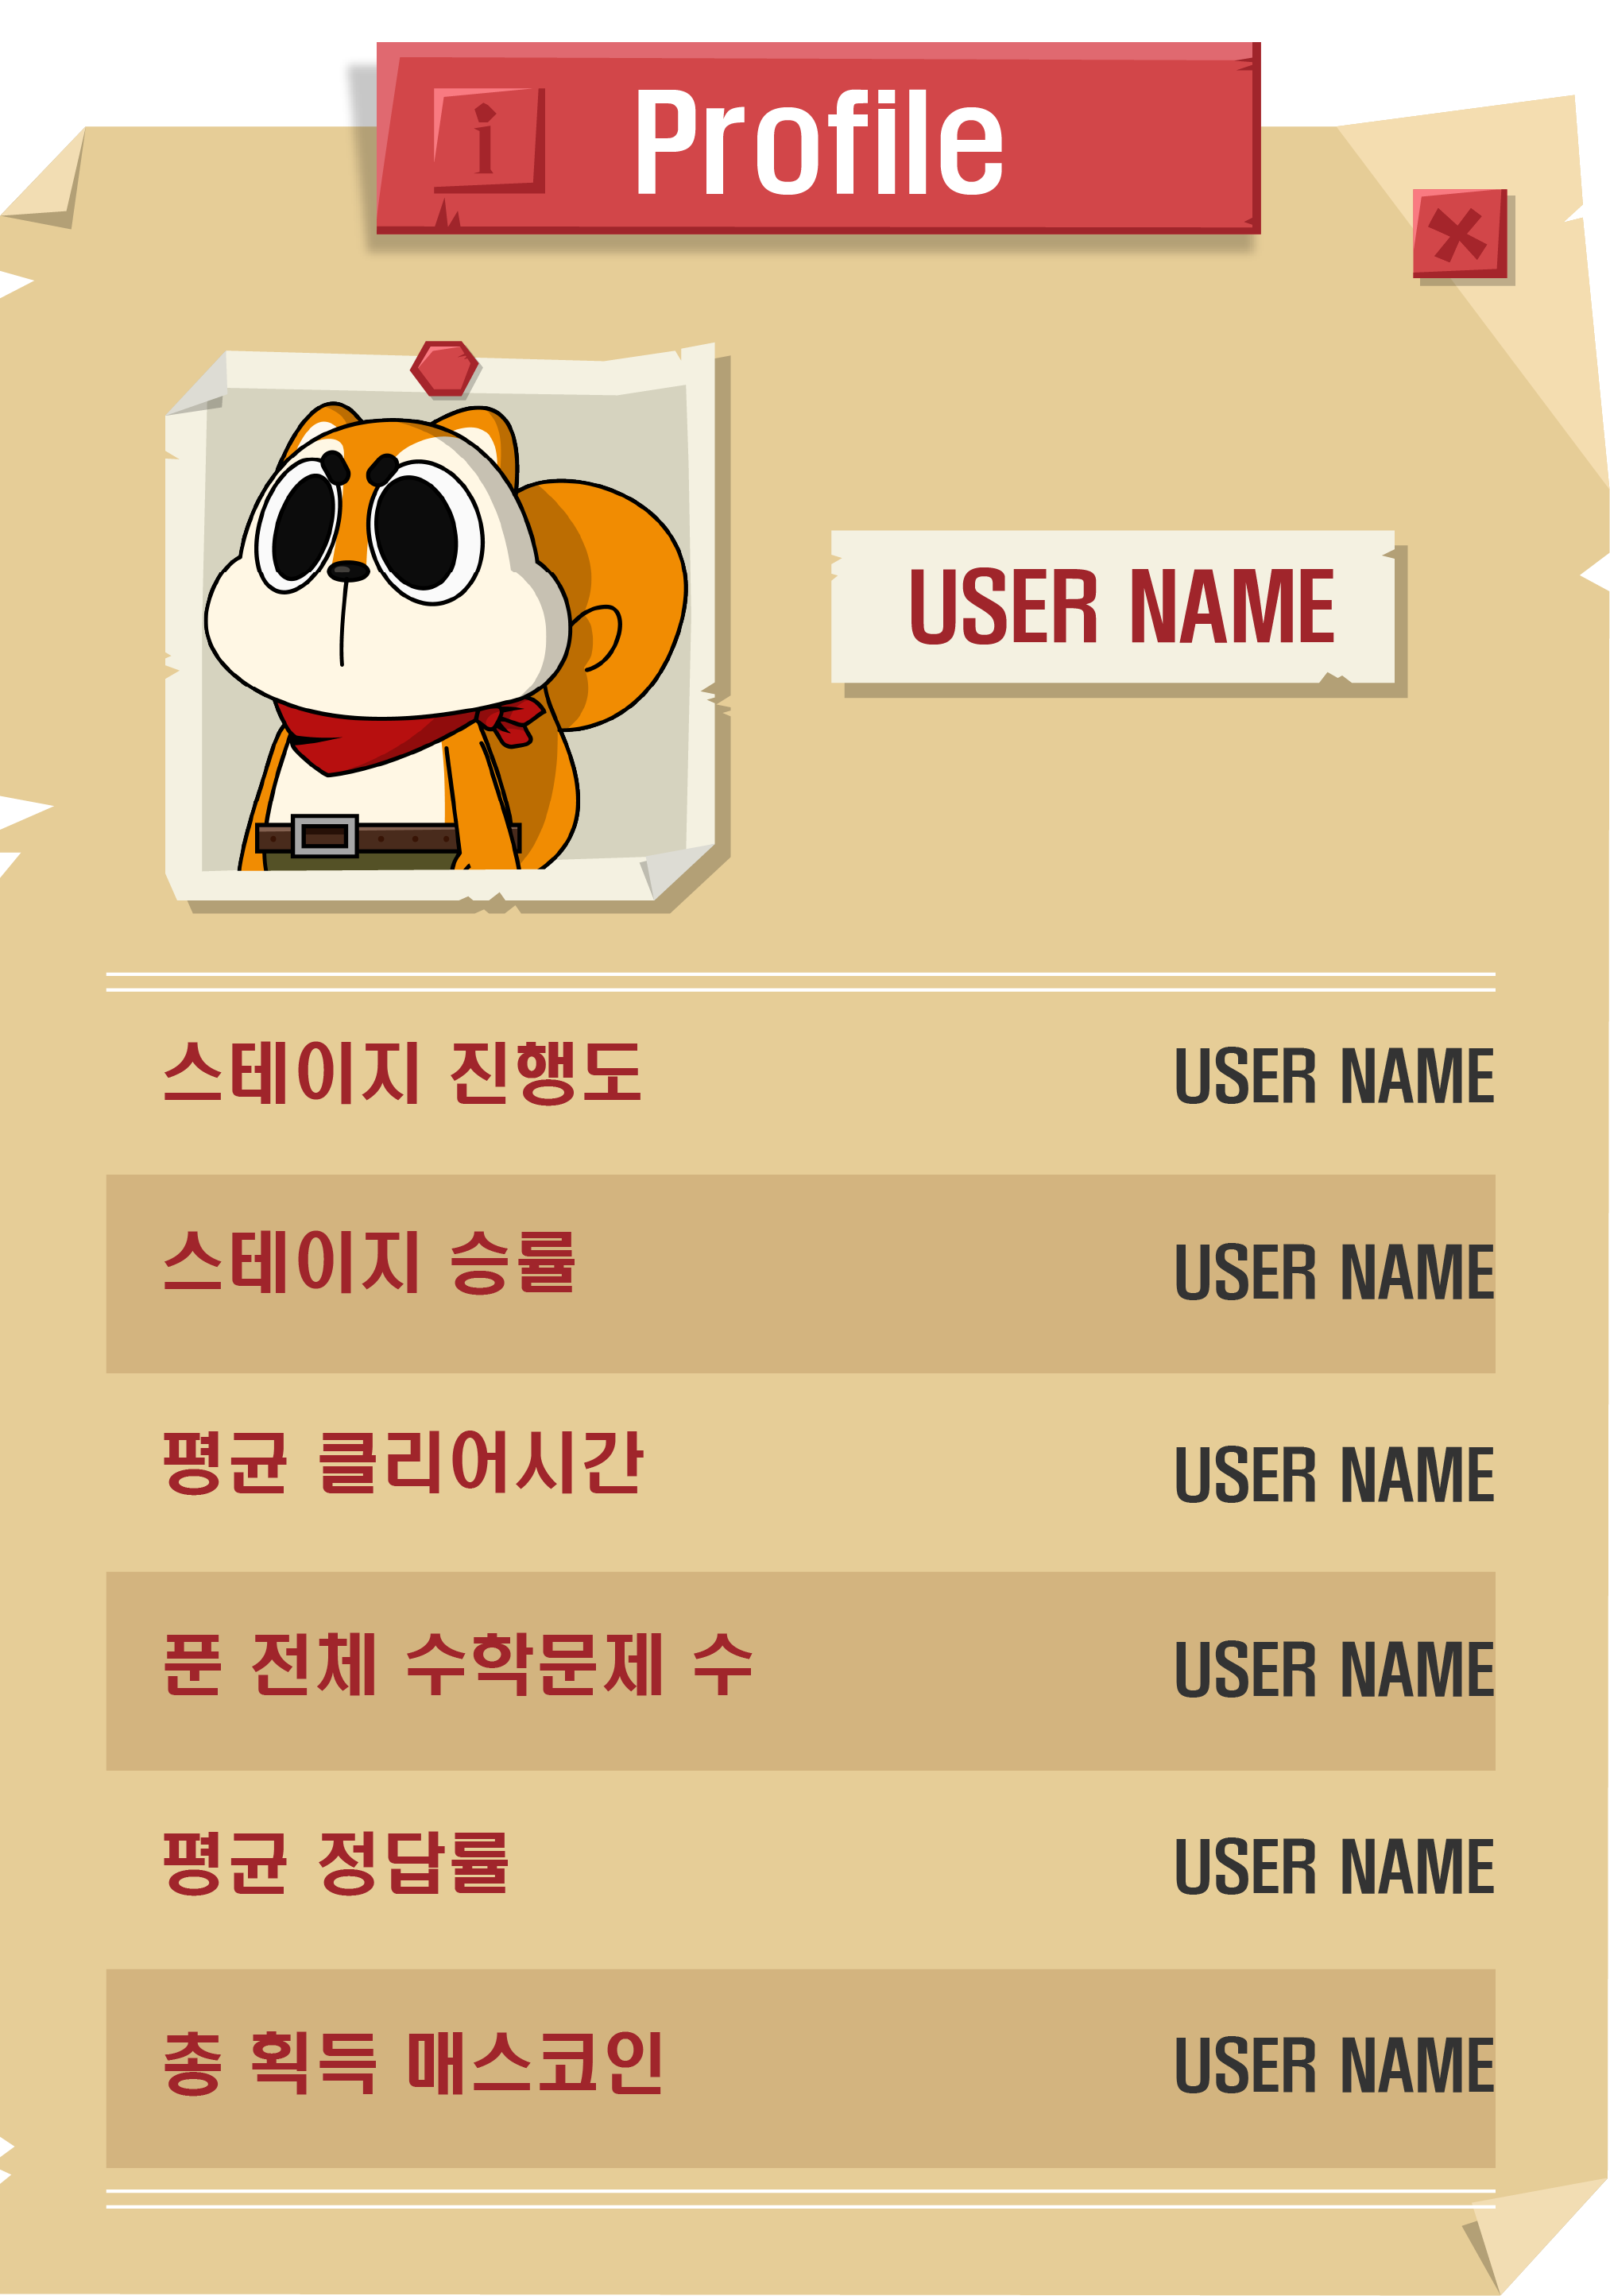 i Profile
USER NAME
스테이지 진행도 USER NAME
스테이지 승률 USER NAME
평균 클리어시간 USER NAME
푼 전체 수학문제 수 USER NAME
평균 정답률 USER NAME
총 획득 매스코인 USER NAME